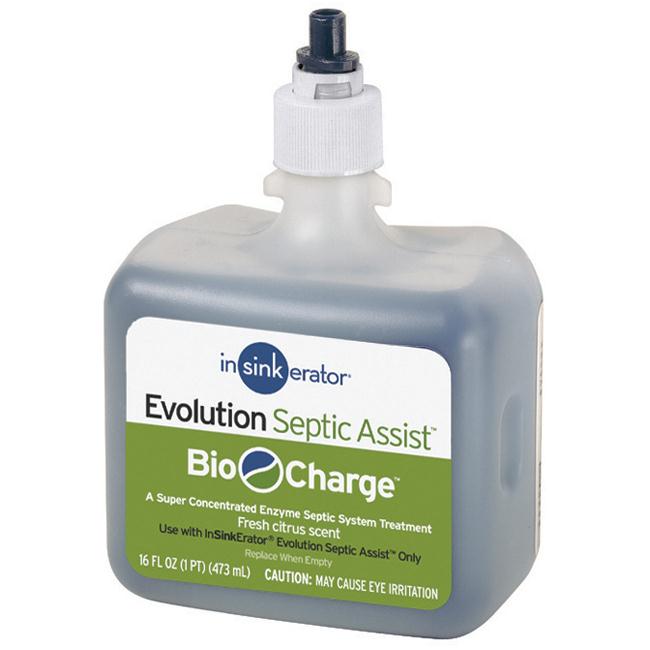 insinkerator®
Evolution Septic Assist™
Bio Charge™
A Super Concentrated Enzyme Septic System Treatment
Fresh citrus scent
Use with InSinkErator® Evolution Septic Assist™ Only
Replace When Empty
16 FL OZ (1 PT) (473 mL) CAUTION: MAY CAUSE EYE IRRITATION